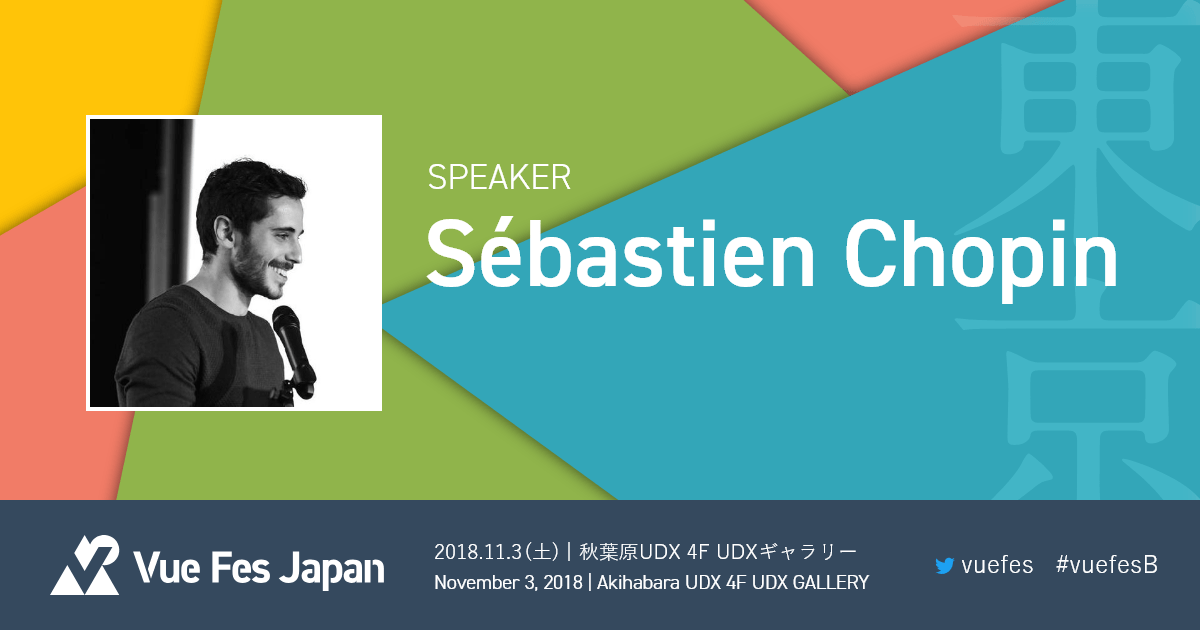 SPEAKER
Sébastien Chopin
東京
Vue Fes Japan
2018.11.3(土) | 秋葉原UDX 4F UDXギャラリー
November 3, 2018 | Akihabara UDX 4F UDX GALLERY
vuefes #vuefesB